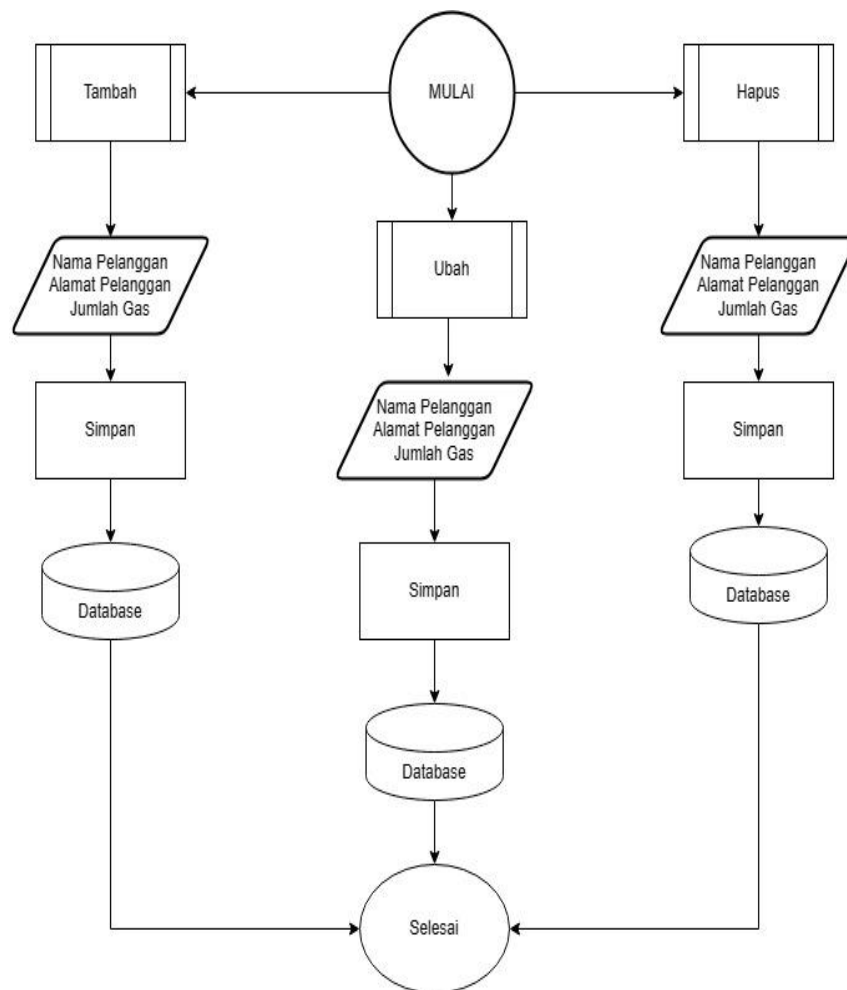 Tambah
MULAI
Hapus
Nama Pelanggan
Alamat Pelanggan
Jumlah Gas
Ubah
Nama Pelanggan
Alamat Pelanggan
Jumlah Gas
Simpan
Nama Pelanggan
Alamat Pelanggan
Jumlah Gas
Simpan
Database
Simpan
Database
Database
Selesai